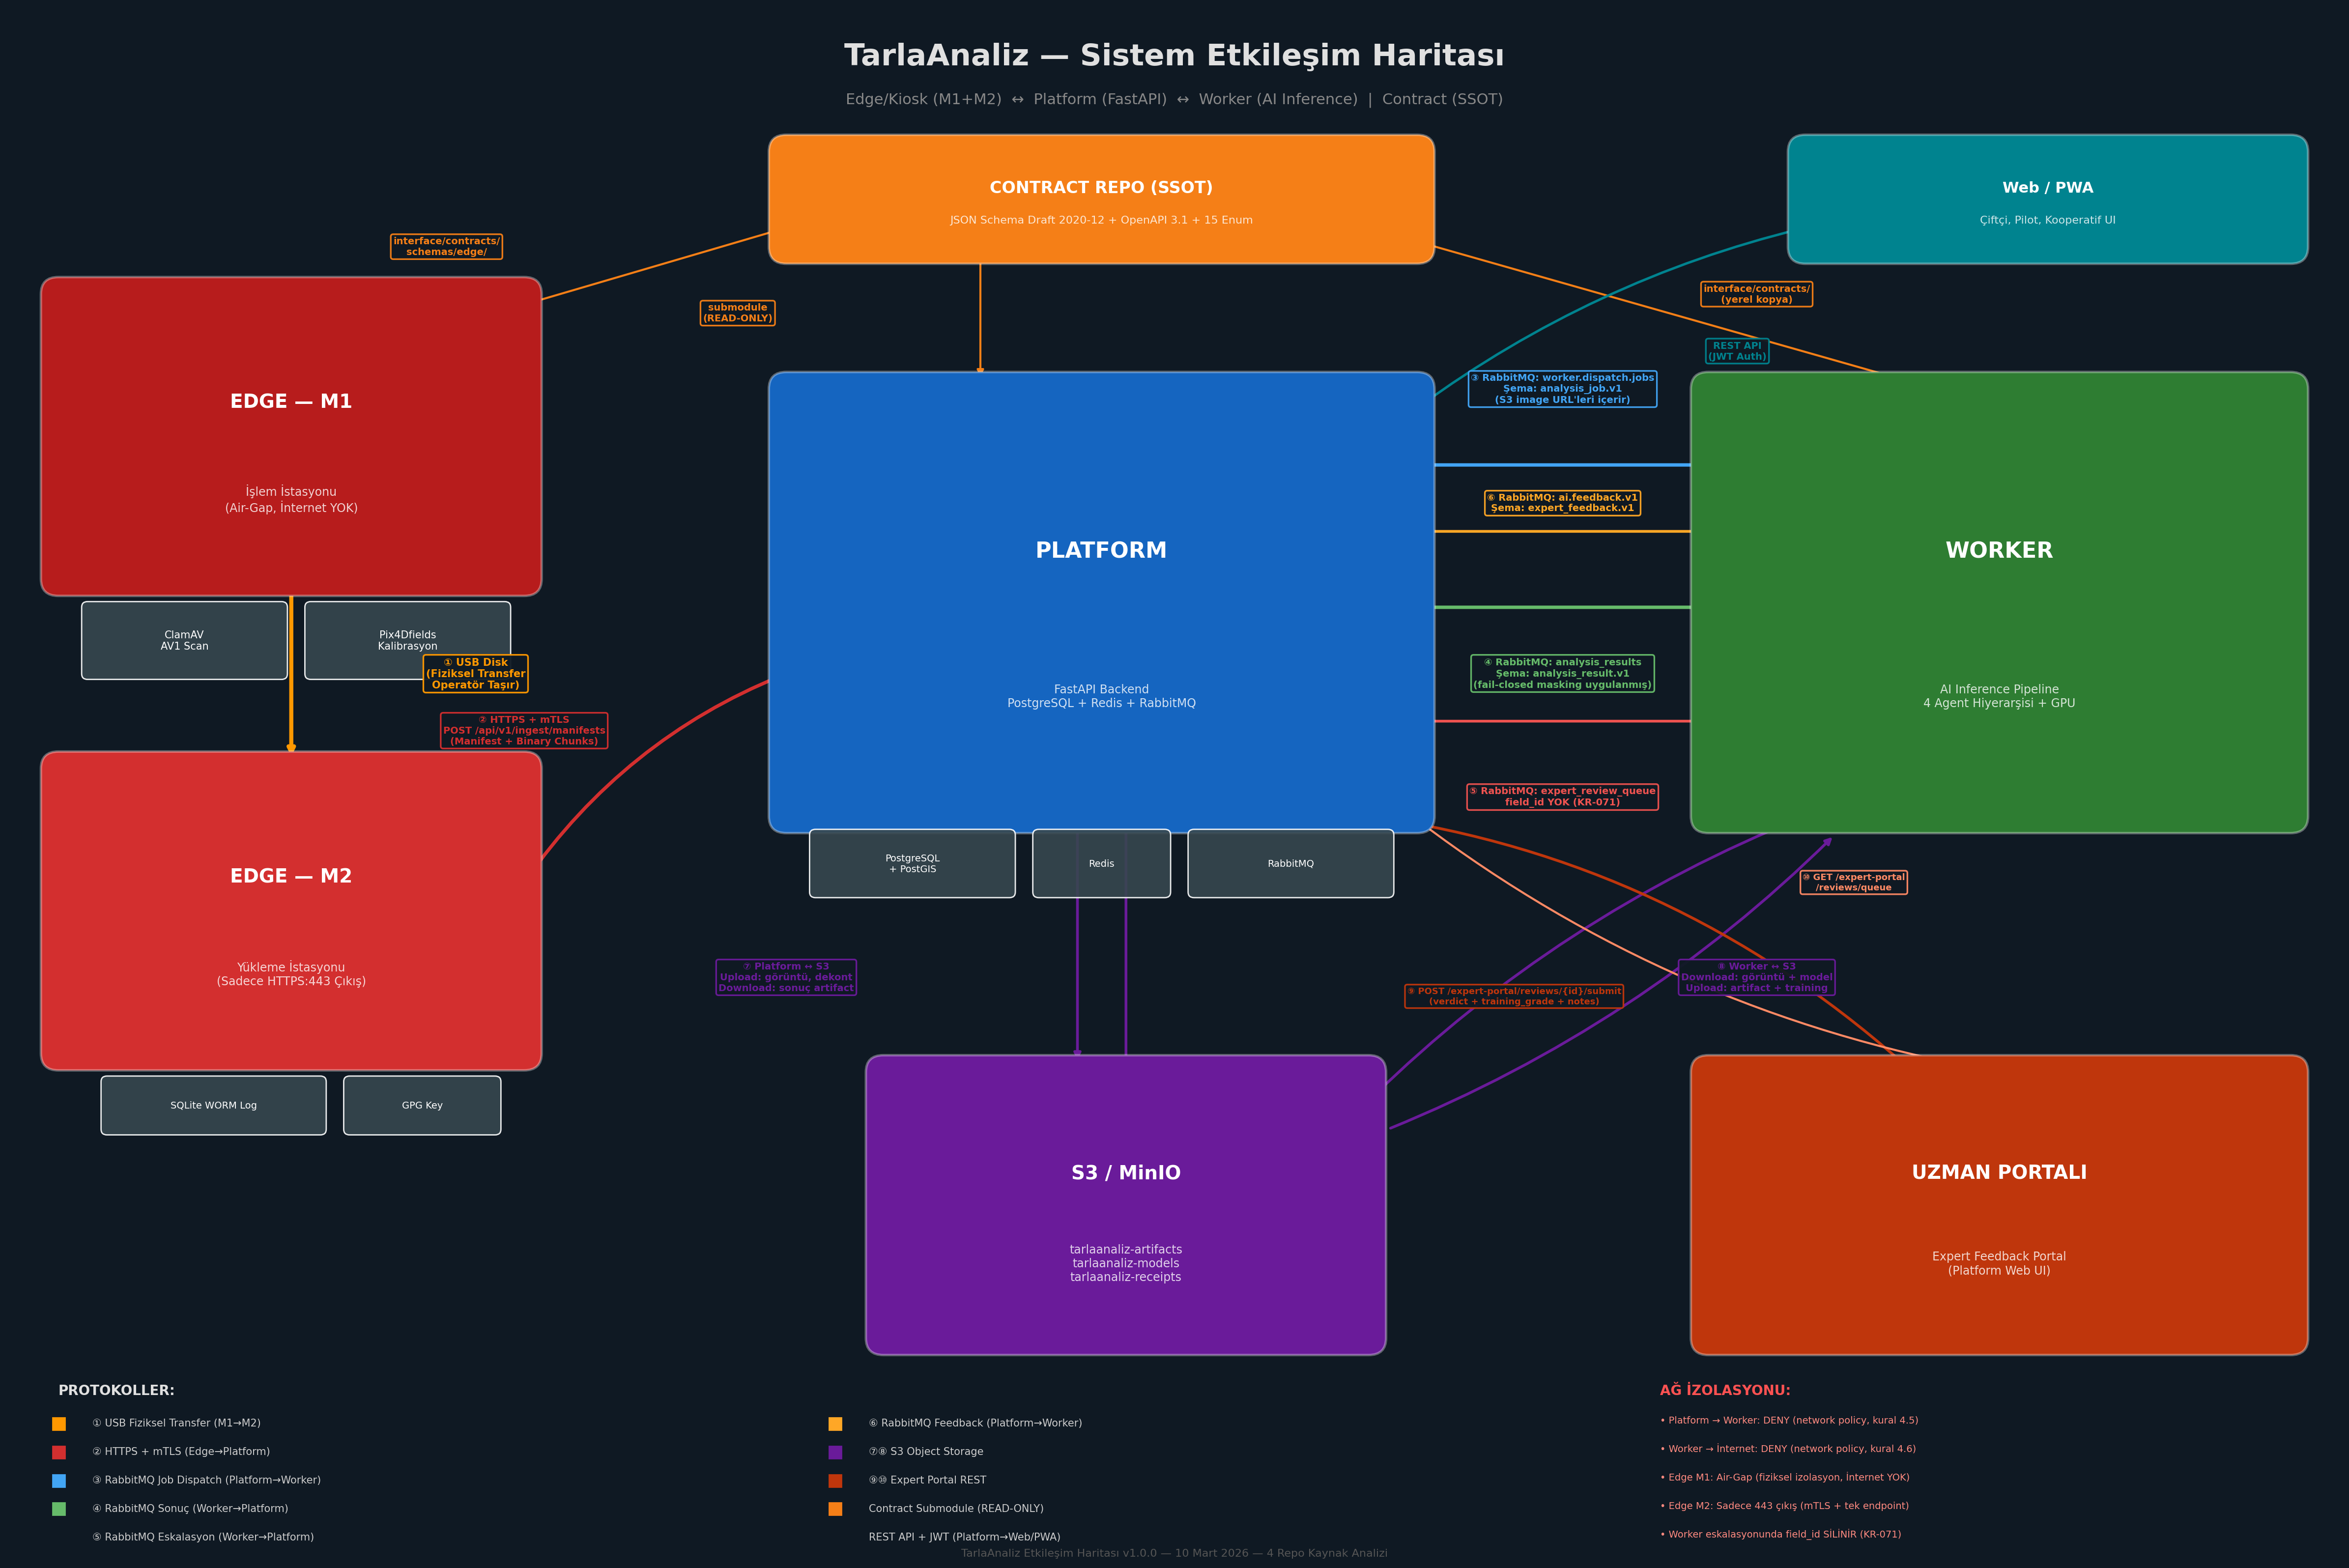 TarlaAnaliz — Sistem Etkileşim Haritası
Edge/Kiosk (M1+M2) ↔ Platform (FastAPI) ↔ Worker (AI Inference) | Contract (SSOT)
CONTRACT REPO (SSOT)
JSON Schema Draft 2020-12 + OpenAPI 3.1 + 15 Enum
Web / PWA
Çiftçi, Pilot, Kooperatif UI
interface/contracts/
schemas/edge/
submodule
(READ-ONLY)
interface/contracts/
(yerel kopya)
REST API
(JWT Auth)
EDGE — M1
İşlem İstasyonu
(Air-Gap, İnternet YOK)
ClamAV
AV1 Scan
Pix4Dfields
Kalibrasyon
① USB Disk
(Fiziksel Transfer
Operatör Taşır)
② HTTPS + mTLS
POST /api/v1/ingest/manifests
(Manifest + Binary Chunks)
PLATFORM
FastAPI Backend
PostgreSQL + Redis + RabbitMQ
PostgreSQL
+ PostGIS
Redis
RabbitMQ
③ RabbitMQ: worker.dispatch.jobs
Şema: analysis_job.v1
(S3 image URL'leri içerir)
⑥ RabbitMQ: ai.feedback.v1
Şema: expert_feedback.v1
④ RabbitMQ: analysis_results
Şema: analysis_result.v1
(fail-closed masking uygulanmış)
⑤ RabbitMQ: expert_review_queue
field_id YOK (KR-071)
WORKER
AI Inference Pipeline
4 Agent Hiyerarşisi + GPU
EDGE — M2
Yükleme İstasyonu
(Sadece HTTPS:443 Çıkış)
SQLite WORM Log
GPG Key
⑩ GET /expert-portal
/reviews/queue
⑦ Platform ↔ S3
Upload: görüntü, dekont
Download: sonuç artifact
⑧ Worker ↔ S3
Download: görüntü + model
Upload: artifact + training
⑨ POST /expert-portal/reviews/{id}/submit
(verdict + training_grade + notes)
S3 / MinIO
tarlaanaliz-artifacts
tarlaanaliz-models
tarlaanaliz-receipts
UZMAN PORTALI
Expert Feedback Portal
(Platform Web UI)
PROTOKOLLER:
① USB Fiziksel Transfer (M1→M2)
② HTTPS + mTLS (Edge→Platform)
③ RabbitMQ Job Dispatch (Platform→Worker)
④ RabbitMQ Sonuç (Worker→Platform)
⑤ RabbitMQ Eskalasyon (Worker→Platform)
⑥ RabbitMQ Feedback (Platform→Worker)
⑦⑧ S3 Object Storage
⑨⑩ Expert Portal REST
Contract Submodule (READ-ONLY)
REST API + JWT (Platform→Web/PWA)
AĞ İZOLASYONU:
• Platform → Worker: DENY (network policy, kural 4.5)
• Worker → İnternet: DENY (network policy, kural 4.6)
• Edge M1: Air-Gap (fiziksel izolasyon, İnternet YOK)
• Edge M2: Sadece 443 çıkış (mTLS + tek endpoint)
• Worker eskalasyonunda field_id SİLİNİR (KR-071)
TarlaAnaliz Etkileşim Haritası v1.0.0 — 10 Mart 2026 — 4 Repo Kaynak Analizi